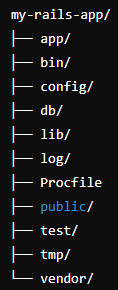 my-rails-app/
├── app/
├── bin/
├── config/
├── db/
├── lib/
├── log/
├── Procfile
├── public/
├── test/
├── tmp/
└── vendor/